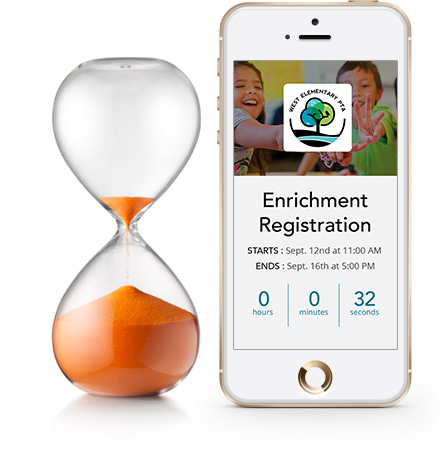 WEST ELEMENTARY PTA
Enrichment
Registration
STARTS : Sept. 12nd at 11:00 AM
ENDS : Sept. 16th at 5:00 PM
0 0 32
hours minutes seconds